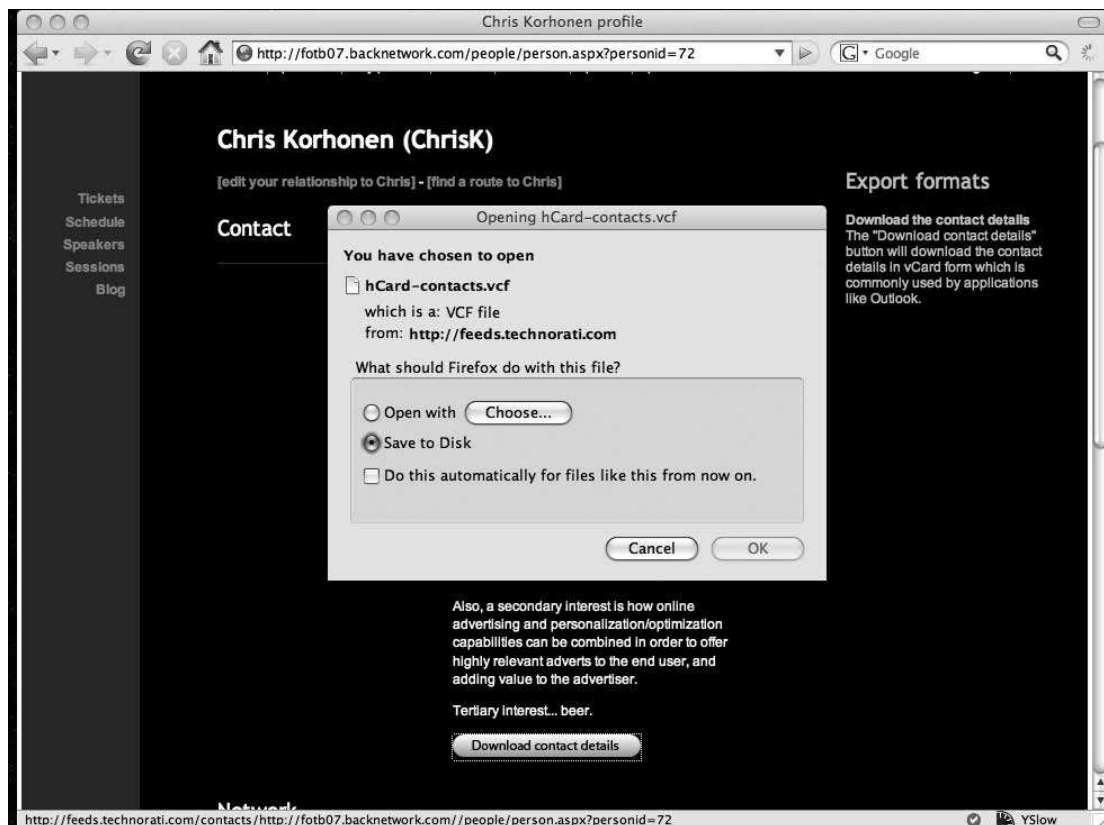 Chris Korhonen profile
http://fotb07.backnetwork.com/people/person.aspx?personid=72
G Google
Chris Korhonen (ChrisK)
[edit your relationship to Chris] - [find a route to Chris]
Tickets
Schedule
Speakers
Sessions
Blog
Contact
Export formats
Download the contact details
The "Download contact details"
button will download the contact
details in vCard form which is
commonly used by applications
like Outlook.
Opening hCard-contacts.vcf
You have chosen to open
hCard-contacts.vcf
which is a: VCF file
from: http://feeds.technorati.com
What should Firefox do with this file?
Open with Choose...
Save to Disk
Do this automatically for files like this from now on.
Cancel OK
Also, a secondary interest is how online
advertising and personalization/optimization
capabilities can be combined in order to offer
highly relevant adverts to the end user, and
adding value to the advertiser.
Tertiary interest... beer.
Download contact details
Network
http://feeds.technorati.com/contacts/http://fotb07.backnetwork.com//people/person.aspx?personid=72
YSlow